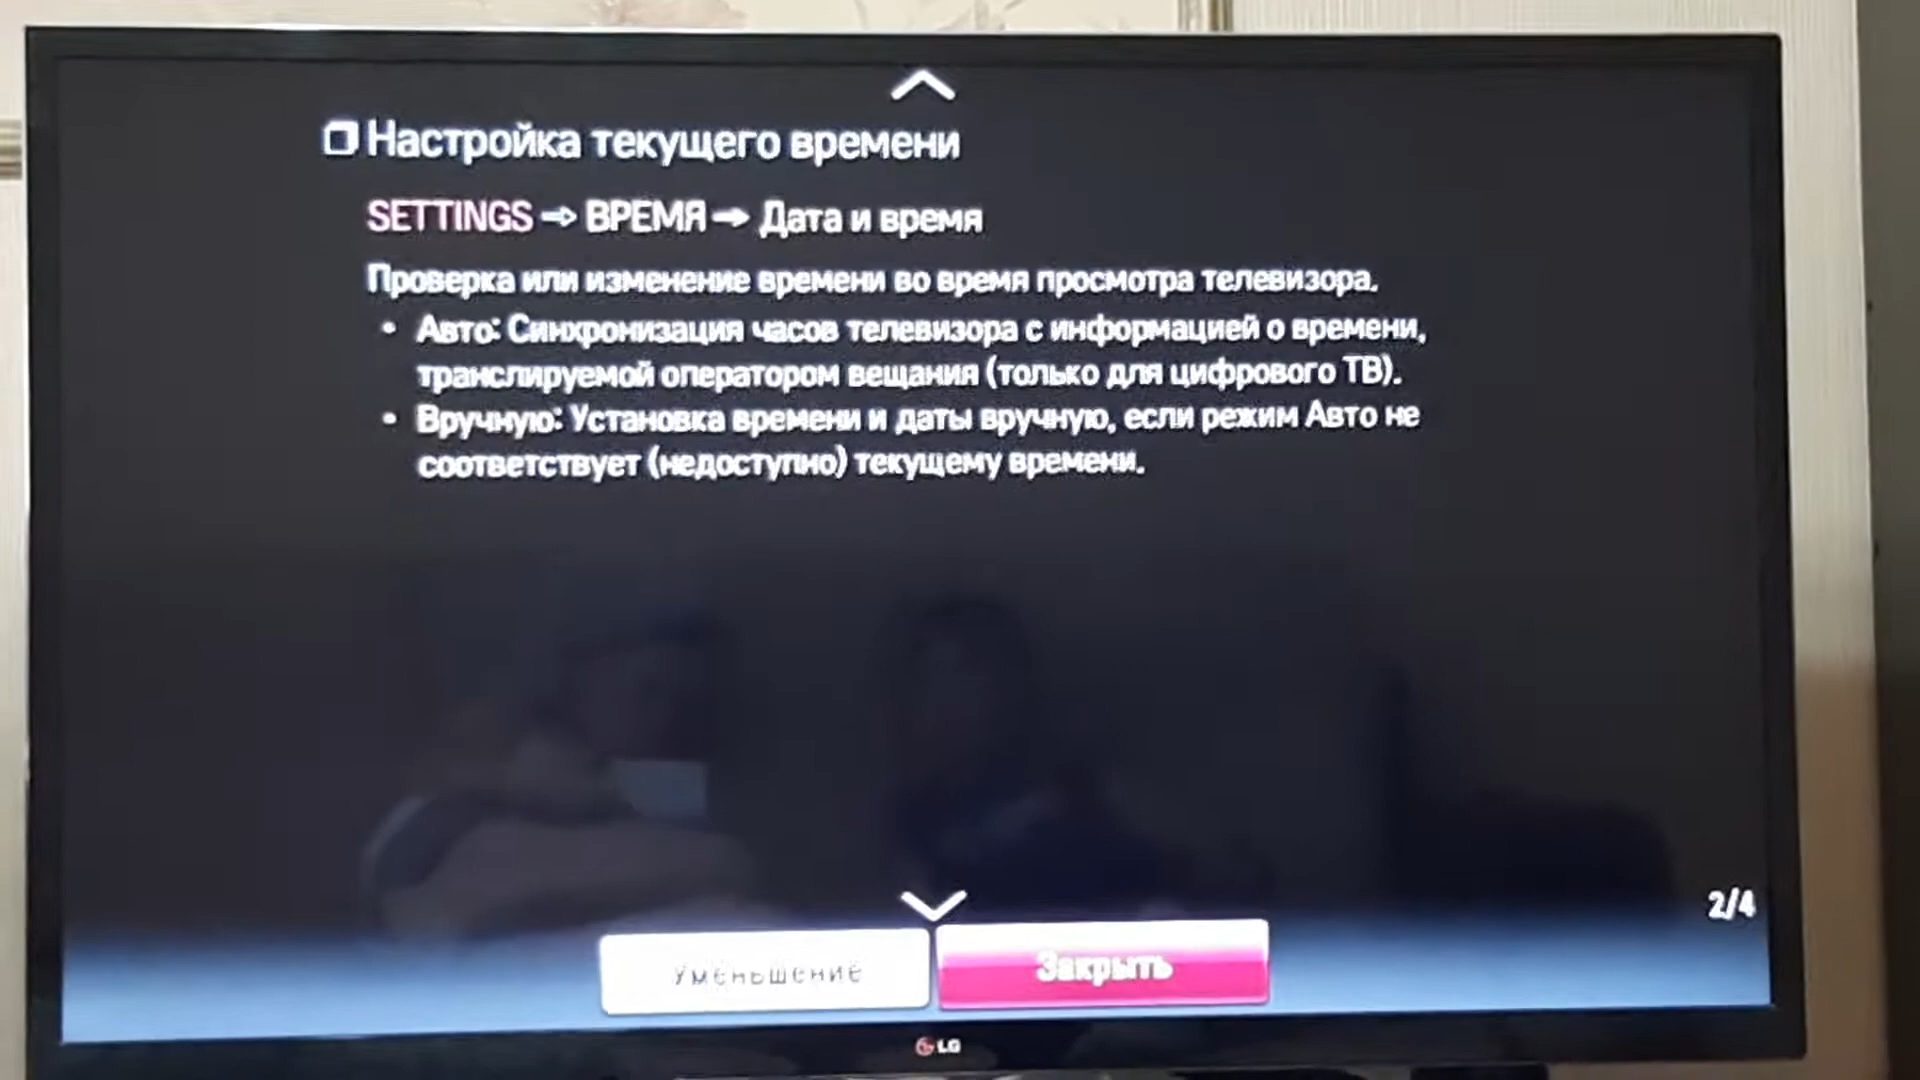 Настройка текущего времени
SETTINGS ⇨ ВРЕМЯ → Дата и время
Проверка или изменение времени во время просмотра телевизора.
• Авто: Синхронизация часов телевизора с информацией о времени,
транслируемой оператором вещания (только для цифрового ТВ).
• Вручную: Установка времени и даты вручную, если режим Авто не
соответствует (недоступно) текущему времени.
2/4
Уменьшение
Закрыть
LG